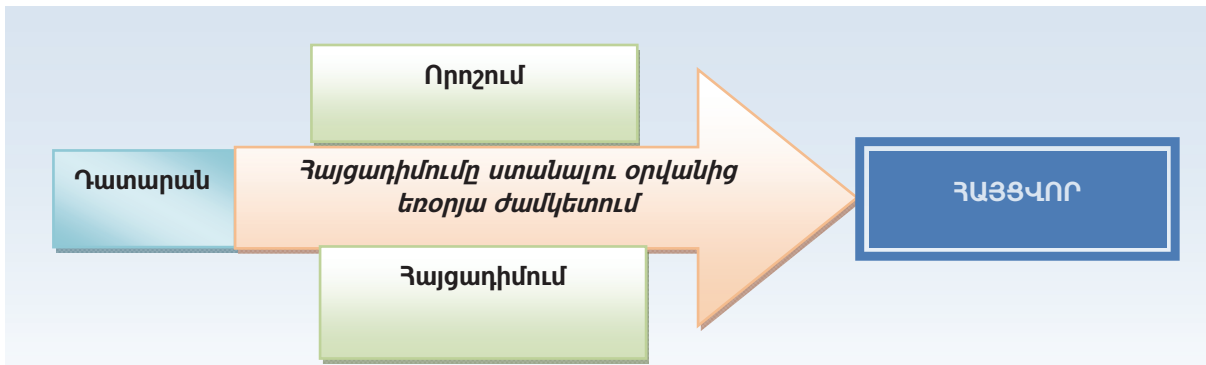 Որոշում
Դատարան
Հայցադիմումը ստանալու օրվանից
եռօրյա ժամկետում
ՀԱՅՑՎՈՐ
Հայցադիմում